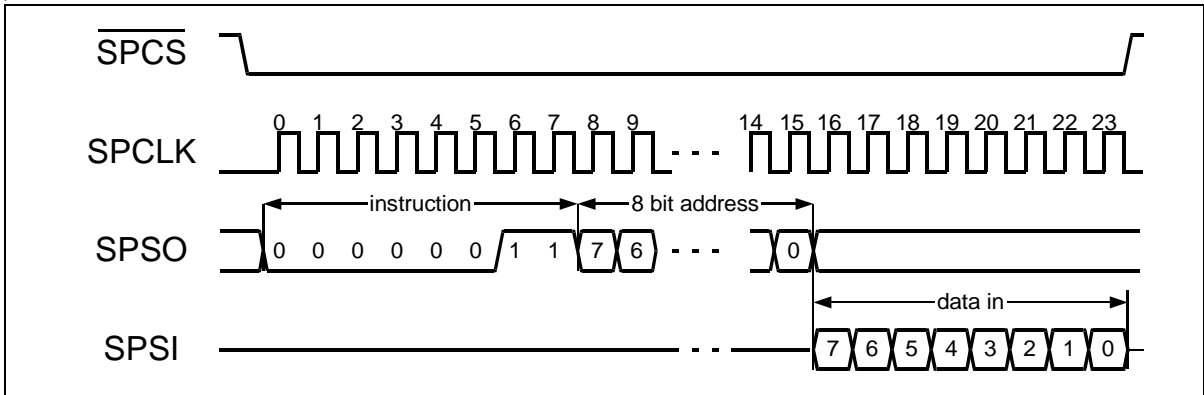 SPCS
0 1 2 3 4 5 6 7 8 9 14 15 16 17 18 19 20 21 22 23
SPCLK
instruction 8 bit address
SPSO 0 0 0 0 0 0 1 1 7 6 0
data in
SPSI 7 6 5 4 3 2 1 0